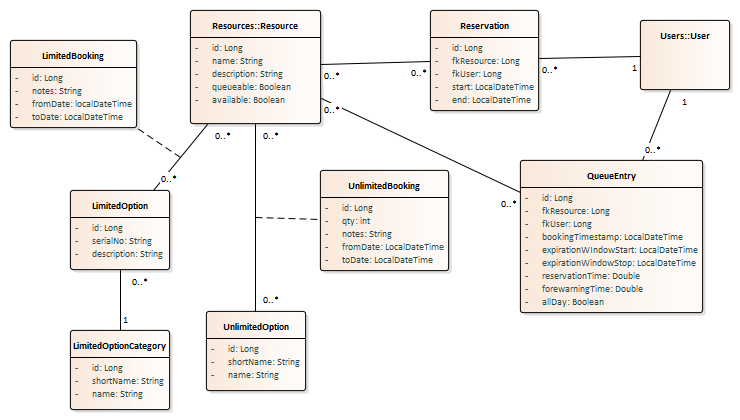 LimitedBooking
- id: Long
- notes: String
- fromDate: localDateTime
- toDate: LocalDateTime
Resources::Resource
- id: Long
- name: String
- description: String
- queueable: Boolean
- available: Boolean
Reservation
- id: Long
- fkResource: Long
- fkUser: Long
- start: LocalDateTime
- end: LocalDateTime
Users::User
0..*
0..*
0..*
1
0..*
0..*
0..*
1
0..*
0..*
0..*
LimitedOption
- id: Long
- serialNo: String
- description: String
UnlimitedBooking
- id: Long
- qty: int
- notes: String
- fromDate: LocalDateTime
- toDate: LocalDateTime
QueueEntry
- id: Long
- fkResource: Long
- fkUser: Long
- bookingTimestamp: LocalDateTime
- expirationWIndowStart: LocalDateTime
- expirationWindowStop: LocalDateTime
- reservationTime: Double
- forewarningTime: Double
- allDay: Boolean
0..*
1
0..*
LimitedOptionCategory
- id: Long
- shortName: String
- name: String
UnlimitedOption
- id: Long
- shortName: String
- name: String